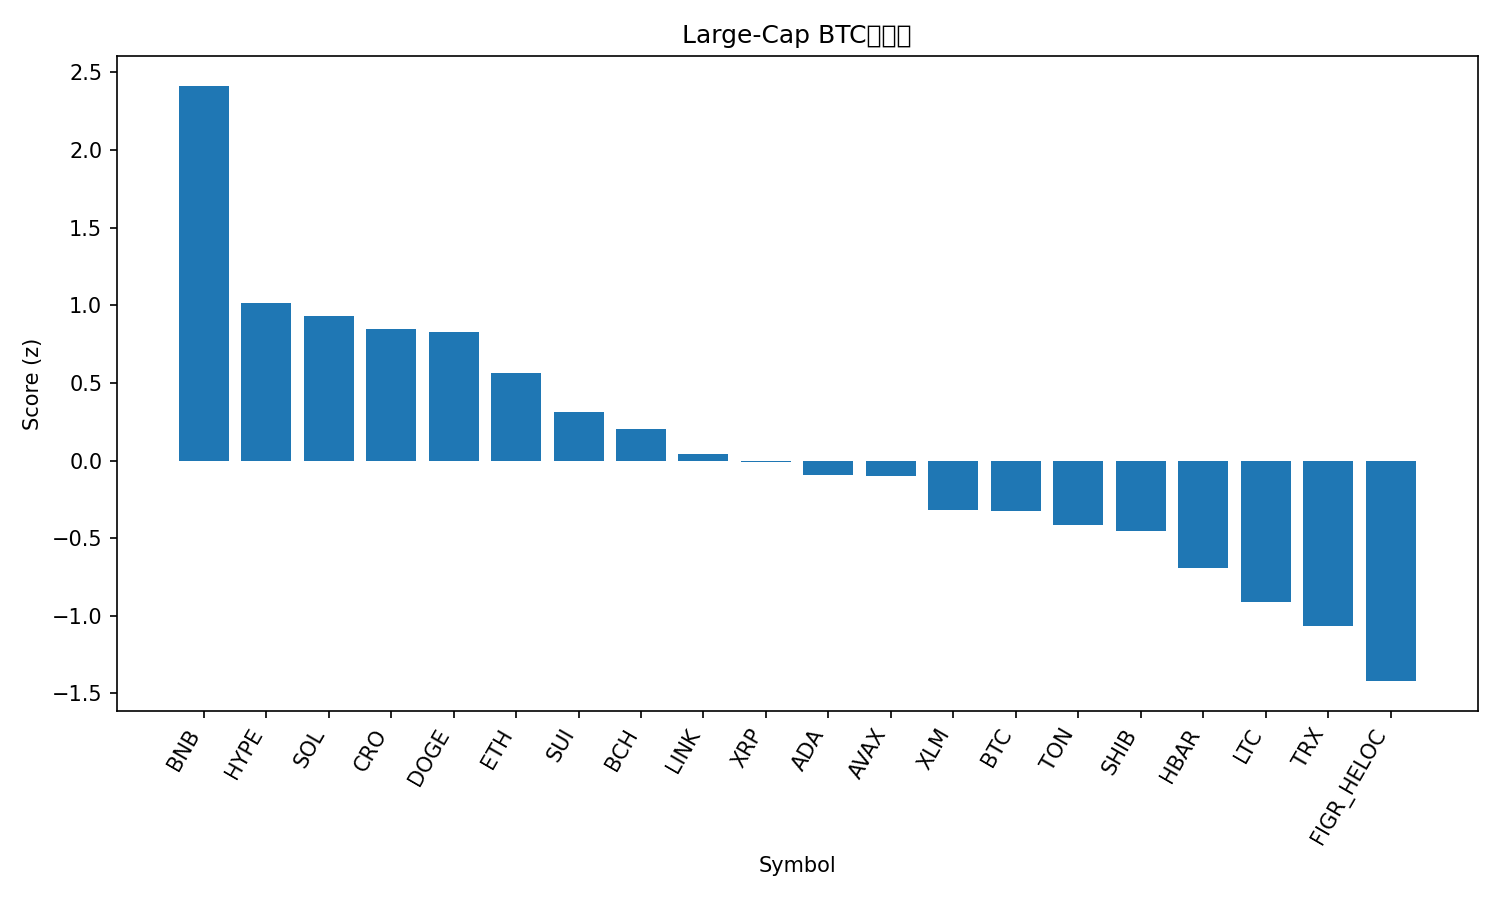 Large-Cap BTC
Score (z)
2.5
2.0
1.5
1.0
0.5
0.0
−0.5
−1.0
−1.5
BNB
HYPE
SOL
CRO
DOGE
ETH
SUI
BCH
LINK
XRP
ADA
AVAX
XLM
BTC
TON
SHIB
HBAR
LTC
TRX
FIGR_HELOC
Symbol